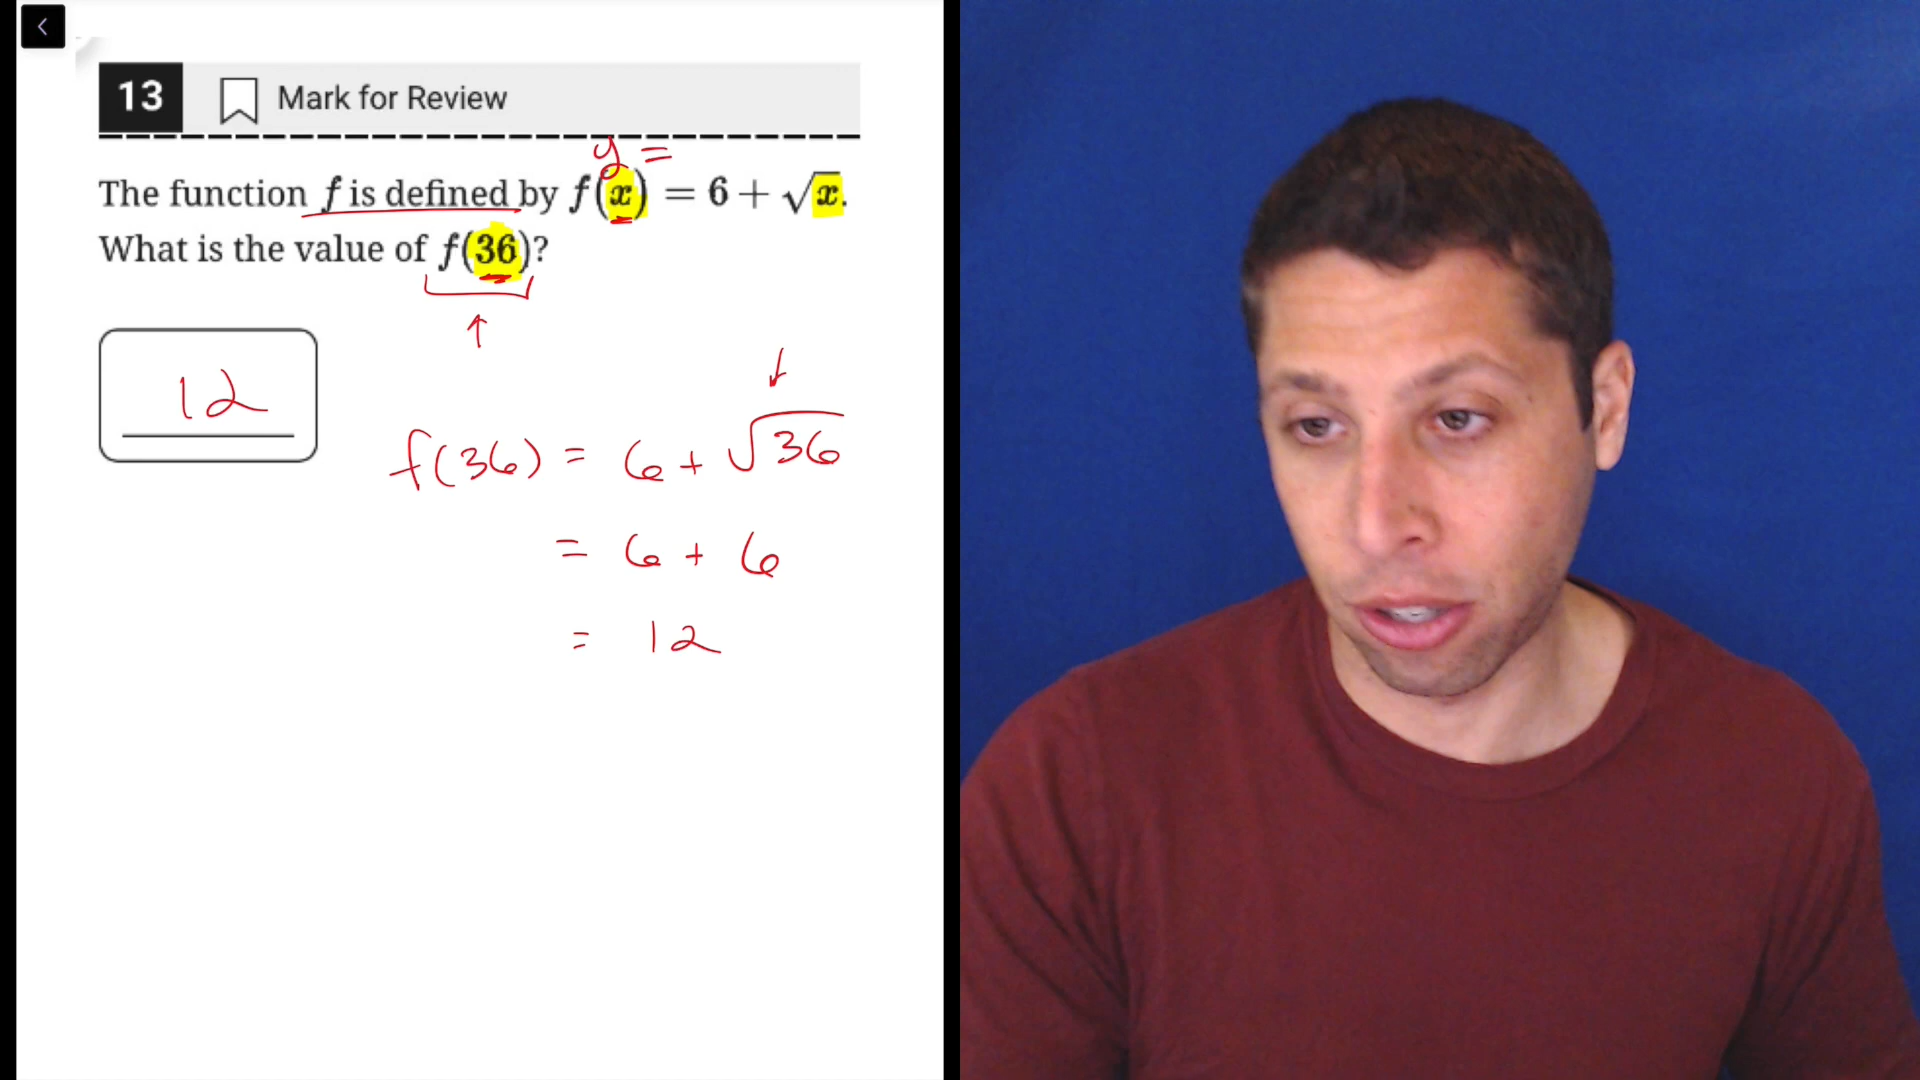 13 Mark for Review
y =
The function f is defined by f(x) = 6 + √x.
What is the value of f(36)?
12
f(36) = 6 + √36
= 6 + 6
= 12